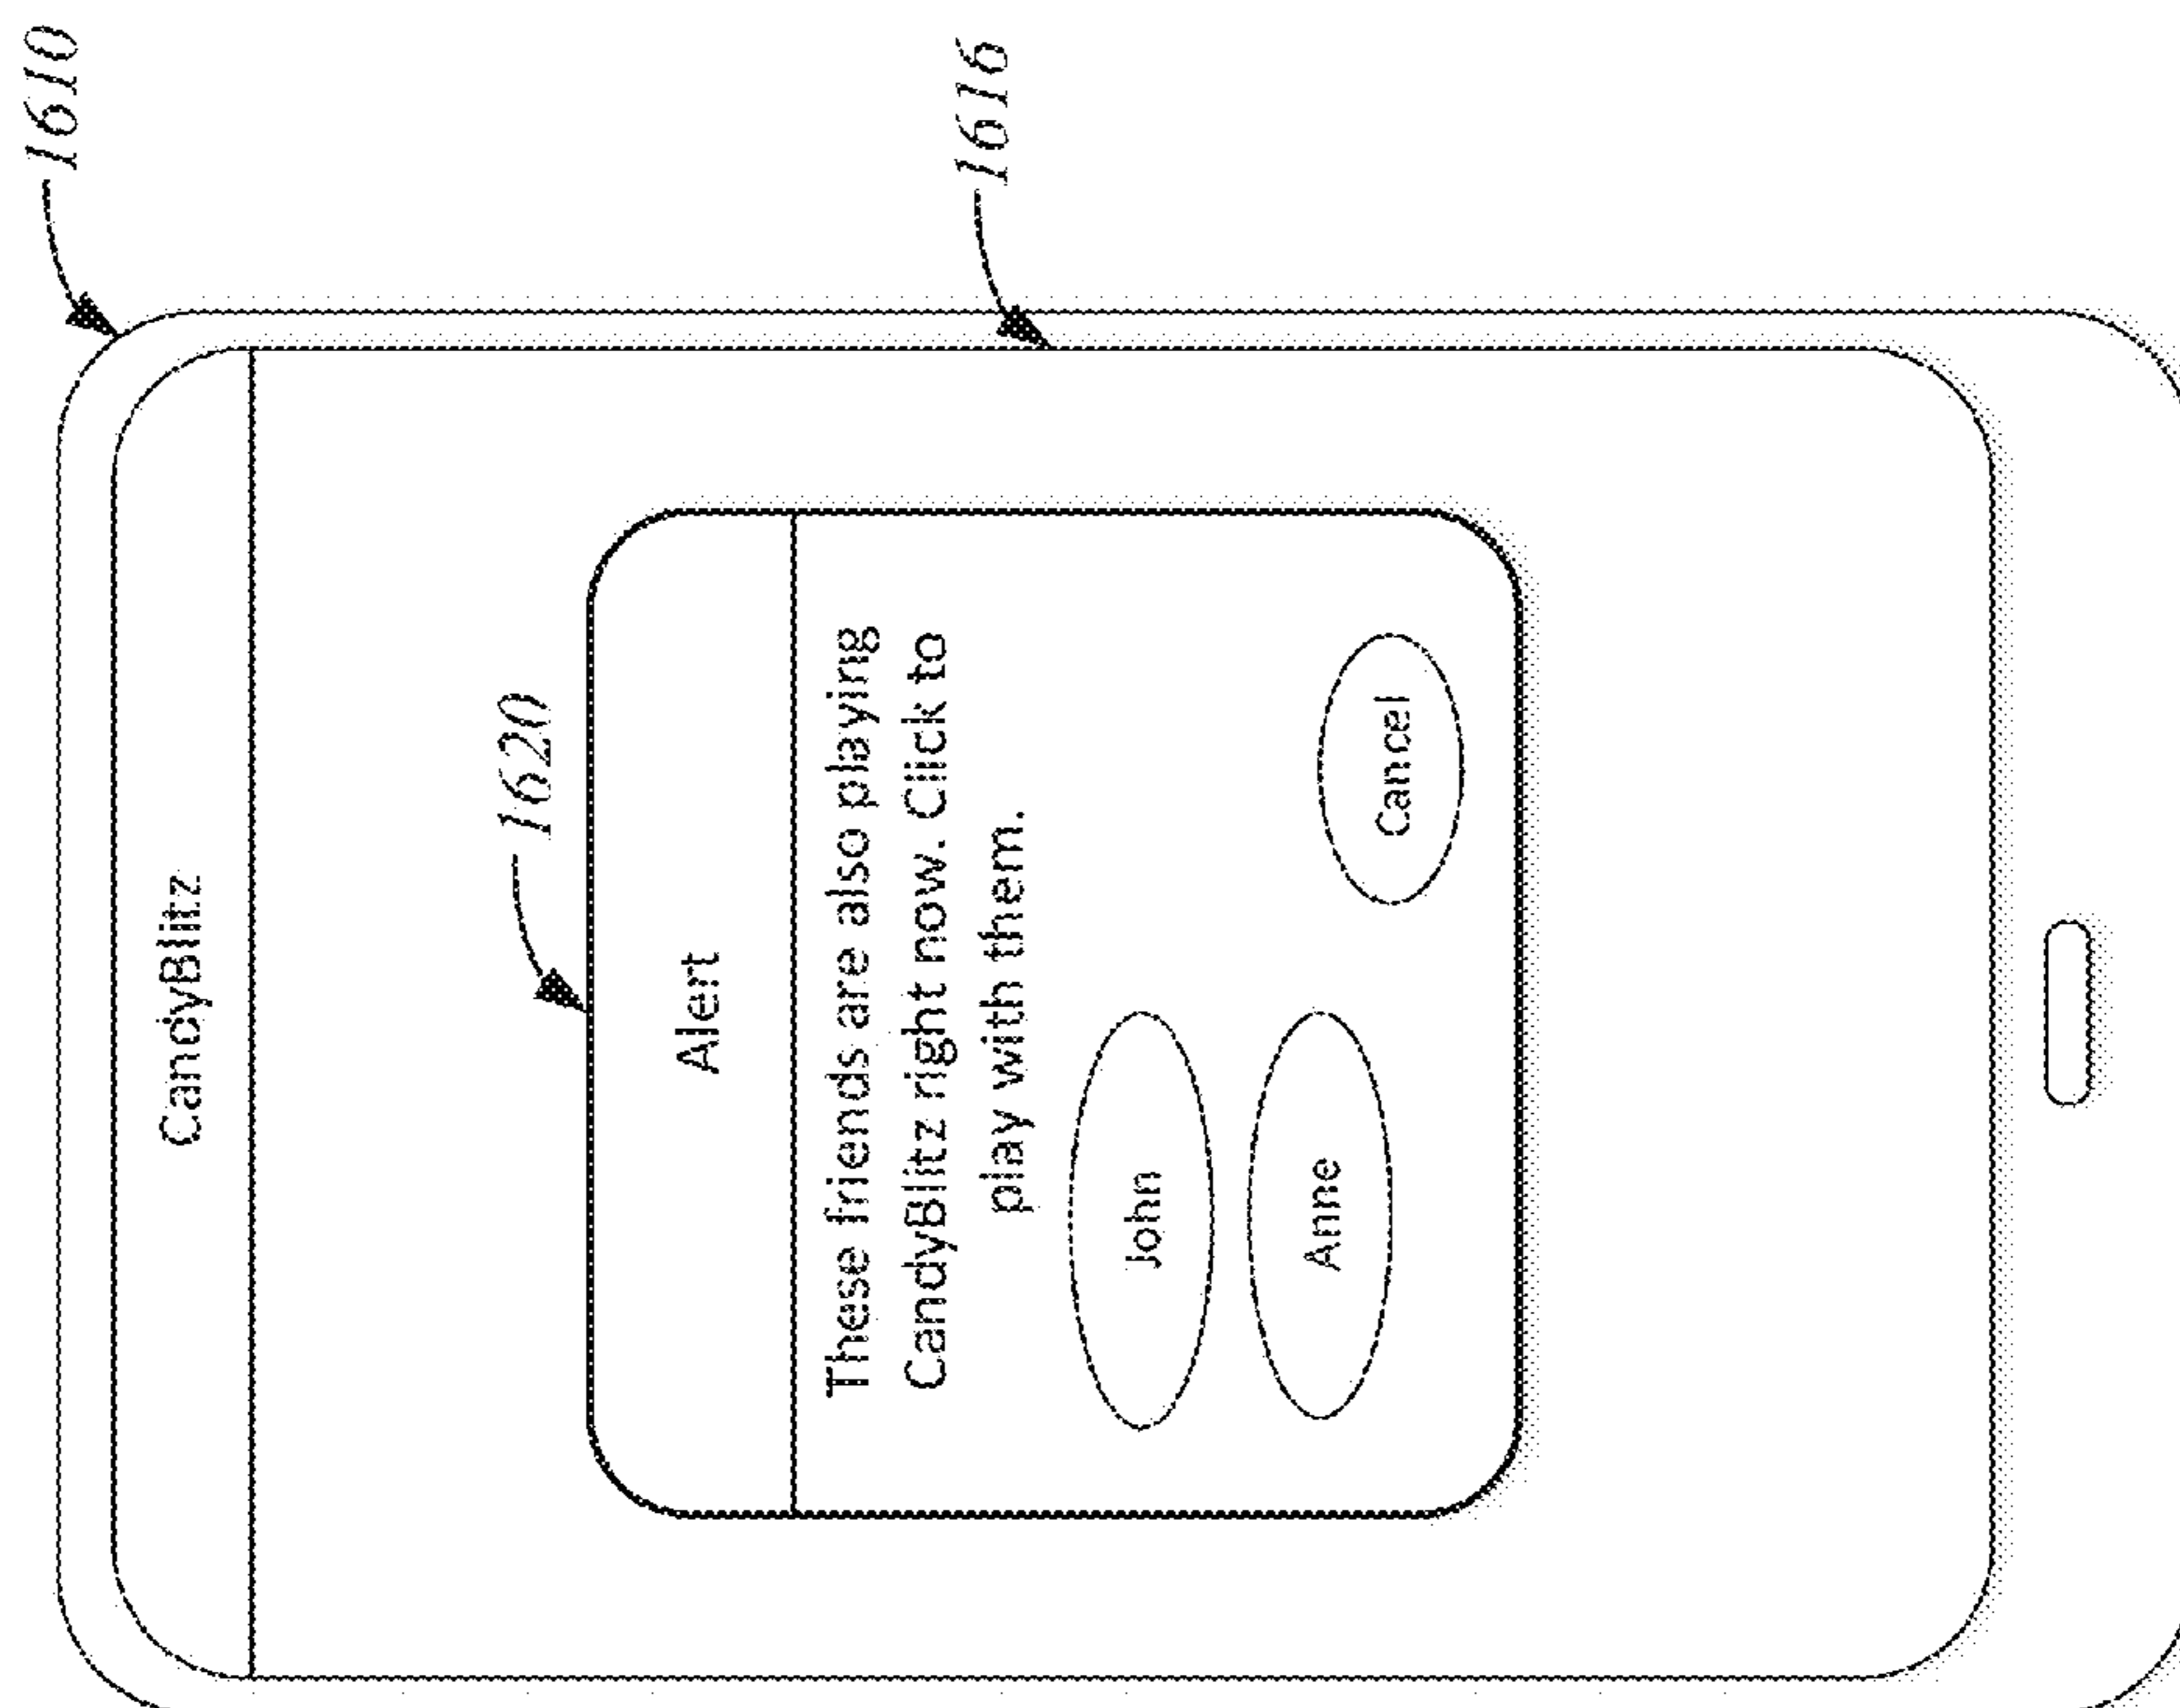 1610
CandyBlitz
1620
Alert
1616
These friends are also playing
CandyBlitz right now. Click to
play with them.
John
Anne
Cancel